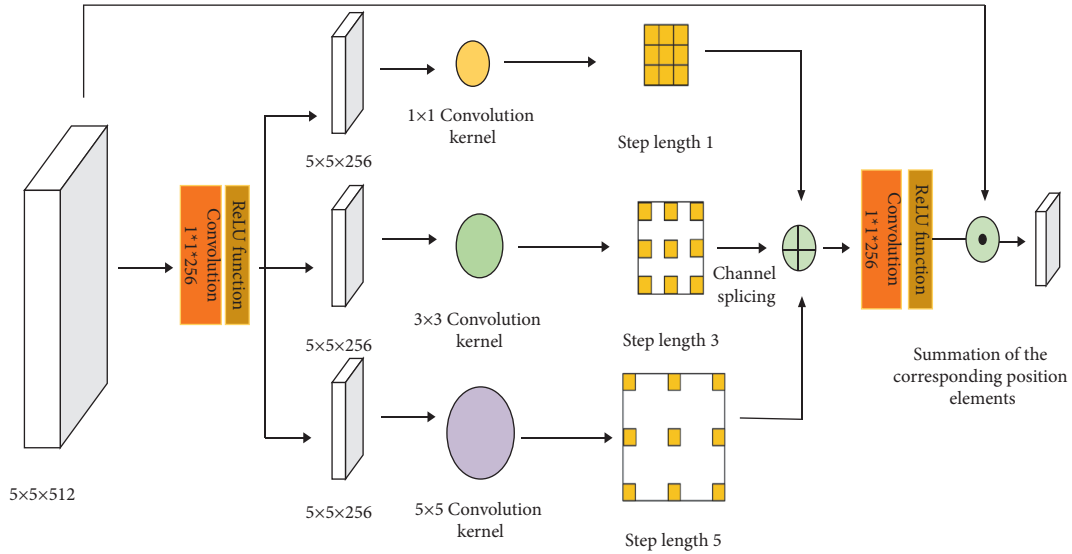 1×1 Convolution
kernel
5×5×256
Step length 1
Convolution
1*1*256
ReLU function
3×3 Convolution
kernel
5×5×256
Step length 3
Channel
splicing
Convolution
1*1*256
ReLU function
Summation of the
corresponding position
elements
5×5×512
5×5 Convolution
kernel
5×5×256
Step length 5